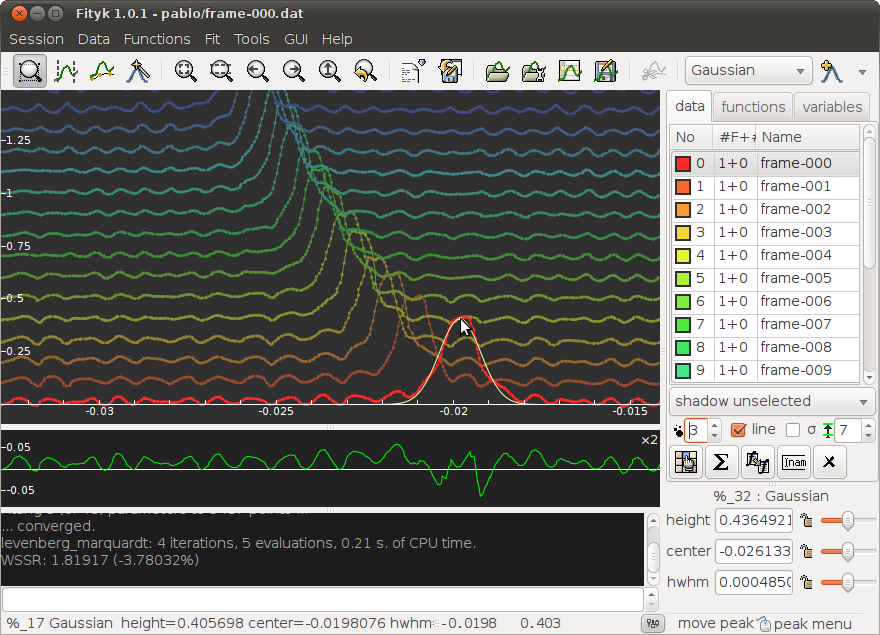 Fityk 1.0.1 - pablo/frame-000.dat
Session Data Functions Fit Tools GUI Help
Gaussian
data functions variables
No #F+# Name
0 1+0 frame-000
1 1+0 frame-001
2 1+0 frame-002
3 1+0 frame-003
4 1+0 frame-004
5 1+0 frame-005
6 1+0 frame-006
7 1+0 frame-007
8 1+0 frame-008
9 1+0 frame-009
1.25
1
0.75
0.5
0.25
-0.03 -0.025 -0.02 -0.015
shadow unselected
3 line σ 7
Σ Inam x
×2
0.05
-0.05
%_32 : Gaussian
height 0.4364921
center -0.026133
hwhm 0.0004850
... converged.
levenberg_marquardt: 4 iterations, 5 evaluations, 0.21 s. of CPU time.
WSSR: 1.81917 (-3.78032%)
%_17 Gaussian height=0.405698 center=-0.0198076 hwhm -0.0198 0.403
move peak peak menu